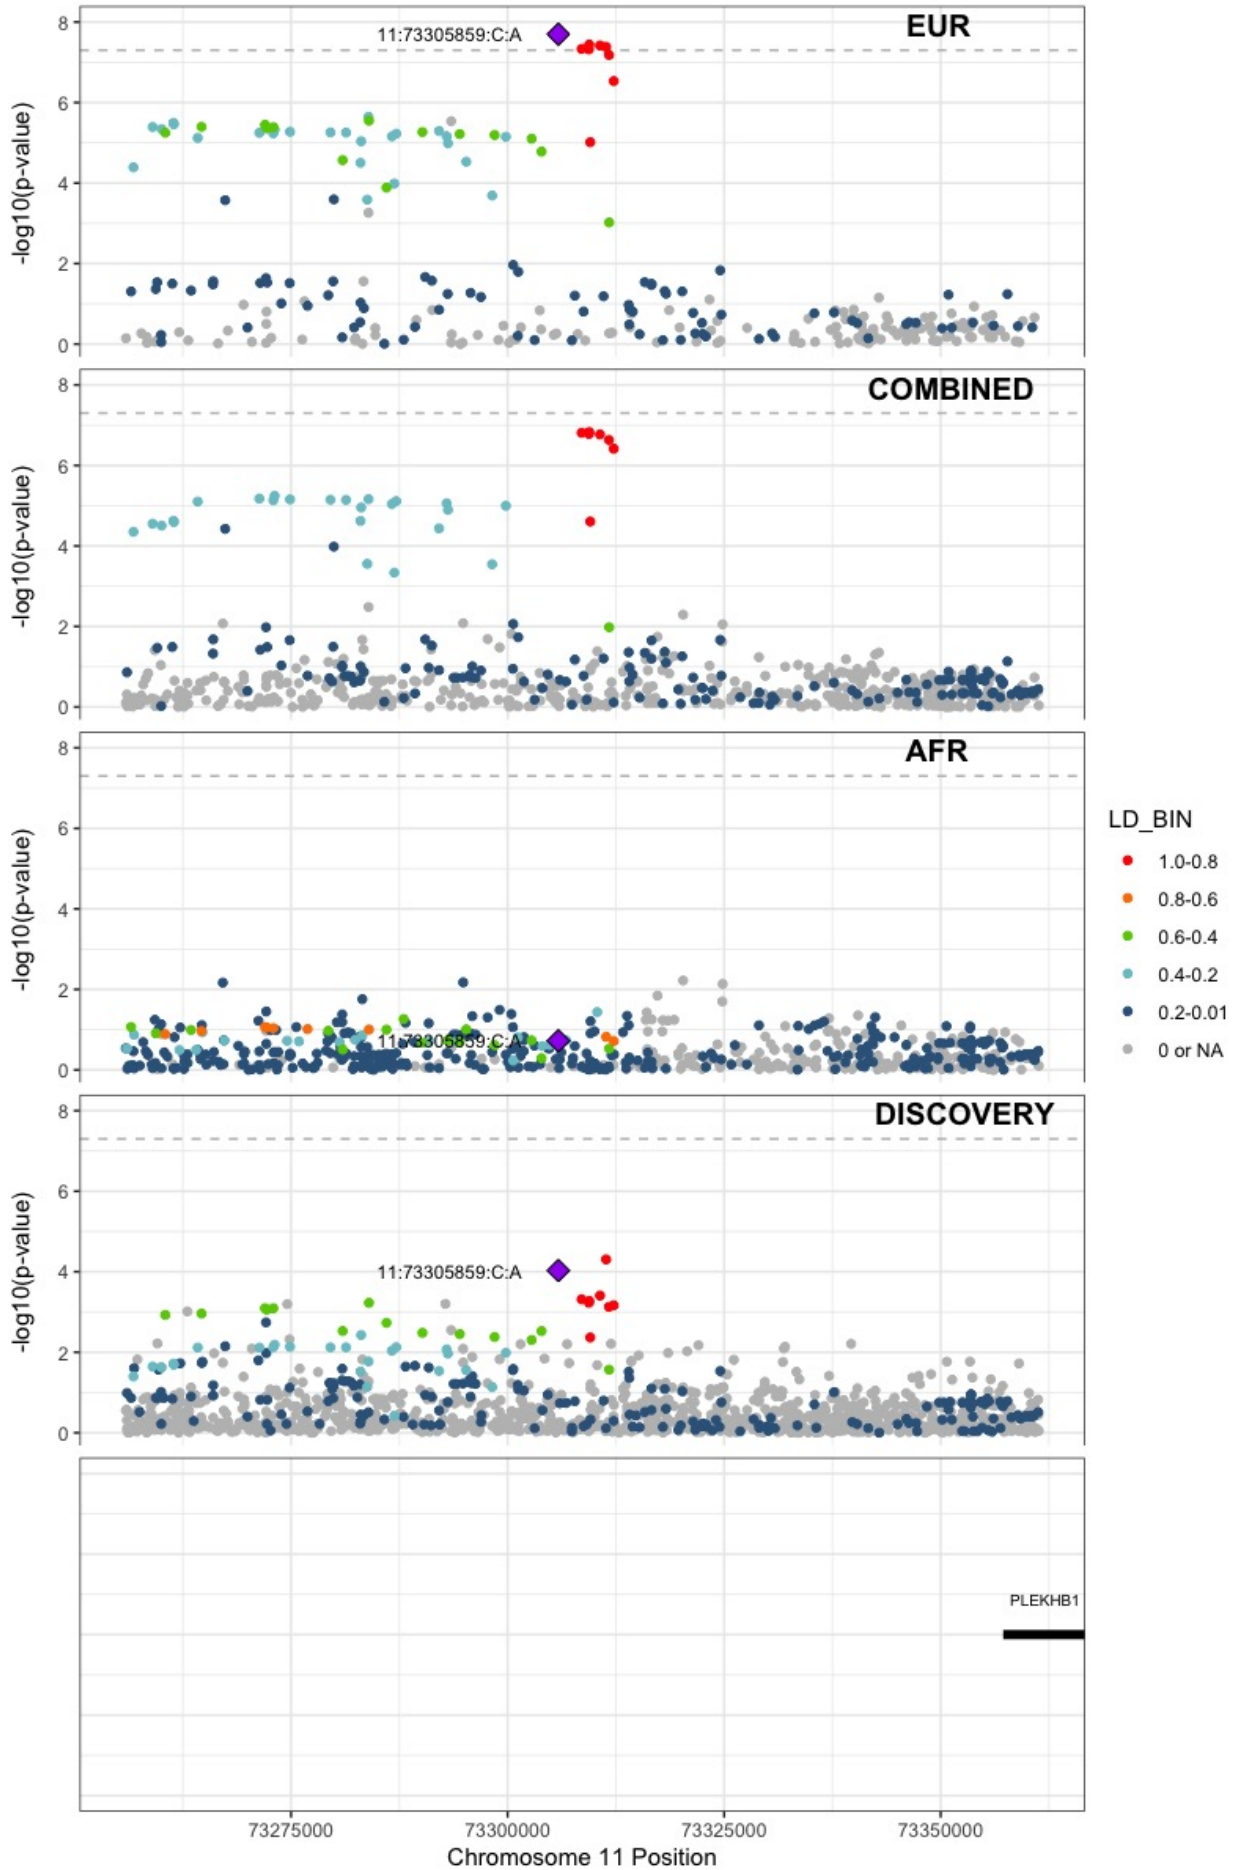 EUR
11:73305859:C:A
8
6
4
2
0
-log10(p-value)
COMBINED
8
6
4
2
0
-log10(p-value)
AFR
8
6
4
2
0
-log10(p-value)
11:73305859:C:A
DISCOVERY
8
6
4
2
0
-log10(p-value)
11:73305859:C:A
PLEKHB1
73275000 73300000 73325000 73350000
Chromosome 11 Position
LD_BIN
1.0-0.8
0.8-0.6
0.6-0.4
0.4-0.2
0.2-0.01
0 or NA